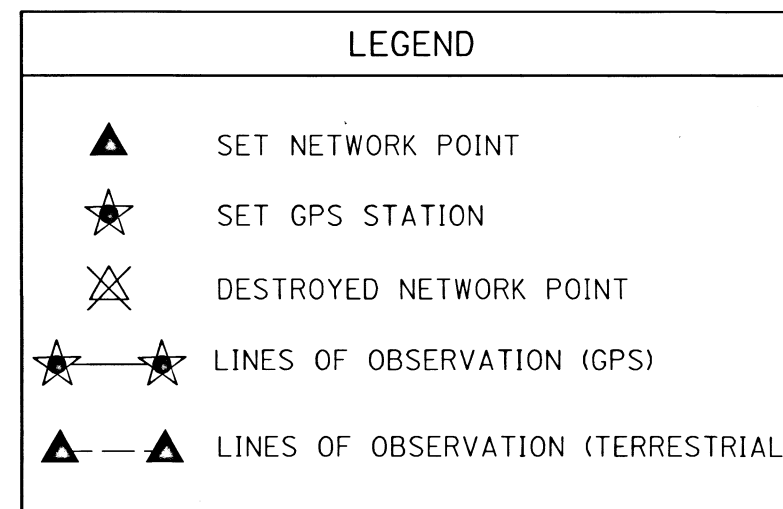 LEGEND
SET NETWORK POINT
SET GPS STATION
DESTROYED NETWORK POINT
LINES OF OBSERVATION (GPS)
LINES OF OBSERVATION (TERRESTRIAL